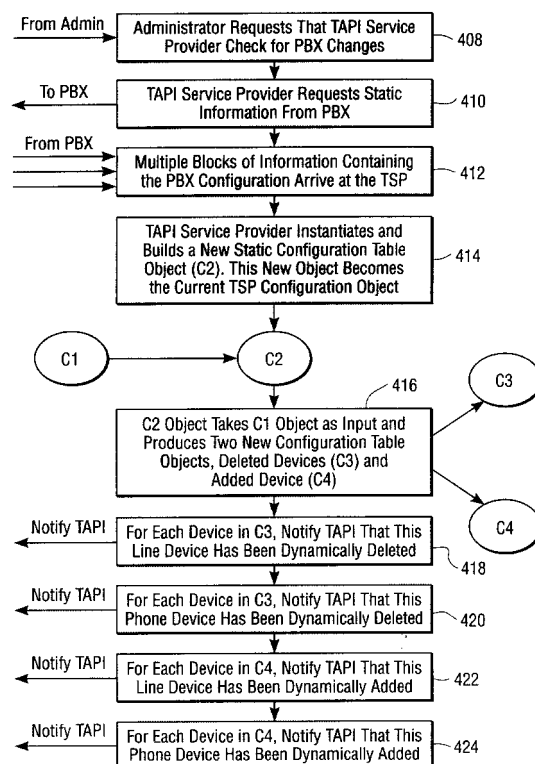 From Admin
Administrator Requests That TAPI Service
Provider Check for PBX Changes
408
To PBX
TAPI Service Provider Requests Static
Information From PBX
410
From PBX
Multiple Blocks of Information Containing
the PBX Configuration Arrive at the TSP
412
TAPI Service Provider Instantiates and
Builds a New Static Configuration Table
Object (C2). This New Object Becomes
the Current TSP Configuration Object
414
C1
C2
416
C3
C2 Object Takes C1 Object as Input and
Produces Two New Configuration Table
Objects, Deleted Devices (C3) and
Added Device (C4)
C4
Notify TAPI
For Each Device in C3, Notify TAPI That This
Line Device Has Been Dynamically Deleted
418
Notify TAPI
For Each Device in C3, Notify TAPI That This
Phone Device Has Been Dynamically Deleted
420
Notify TAPI
For Each Device in C4, Notify TAPI That This
Line Device Has Been Dynamically Added
422
Notify TAPI
For Each Device in C4, Notify TAPI That This
Phone Device Has Been Dynamically Added
424